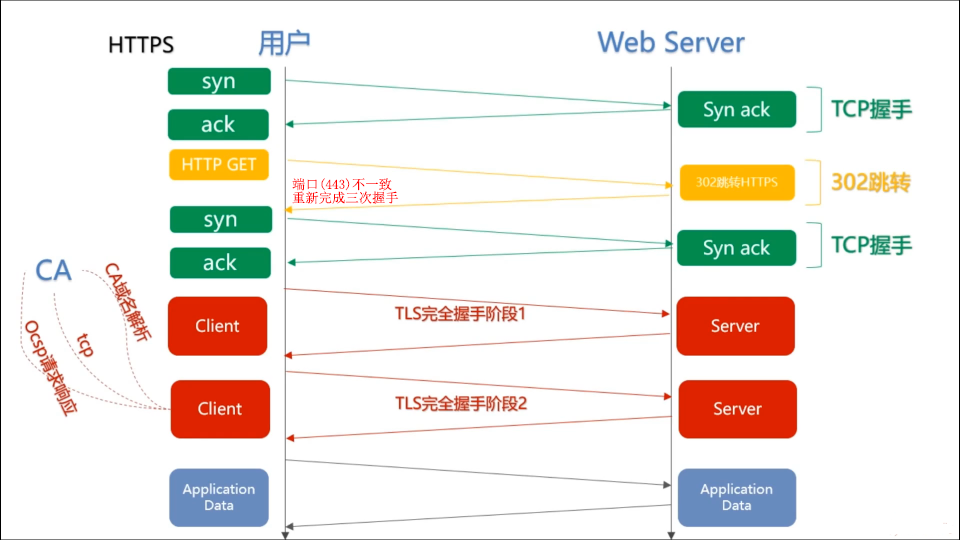 HTTPS
用户
Web Server
syn
Syn ack
TCP握手
ack
HTTP GET
302跳转HTTPS
302跳转
端口(443)不一致
重新完成三次握手
syn
Syn ack
TCP握手
ack
CA
CA域名解析
tcp
Ocsp请求响应
Client
TLS完全握手阶段1
Server
Client
TLS完全握手阶段2
Server
Application
Data
Application
Data